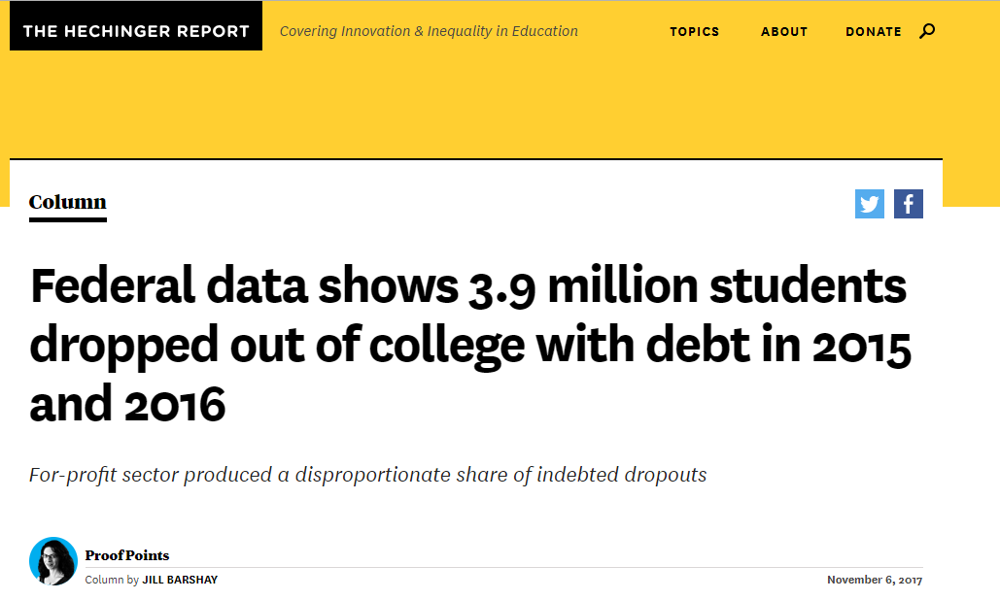 THE HECHINGER REPORT
Covering Innovation & Inequality in Education
TOPICS
ABOUT
DONATE
Column
Federal data shows 3.9 million students
dropped out of college with debt in 2015
and 2016
For-profit sector produced a disproportionate share of indebted dropouts
ProofPoints
Column by JILL BARSHAY
November 6, 2017